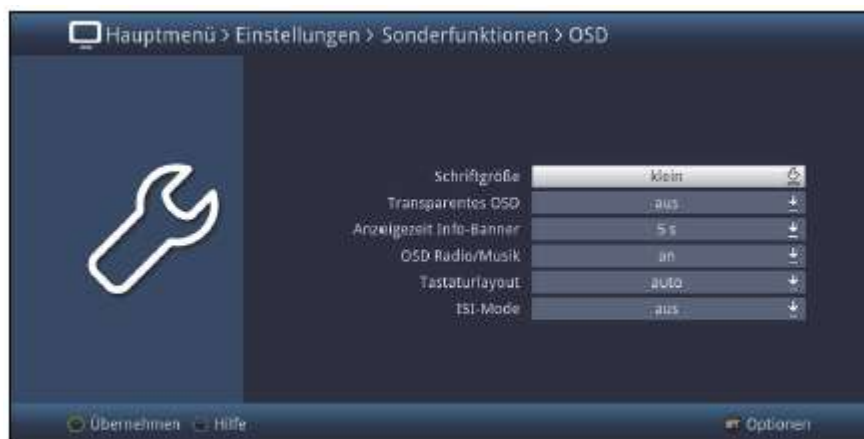 Hauptmenü > Einstellungen > Sonderfunktionen > OSD
Schriftgröße klein
Transparentes OSD aus
Anzeigezeit Info-Banner 5 s
OSD Radio/Musik an
Tastaturlayout auto
ISI-Mode aus
Übernehmen Hilfe Optionen